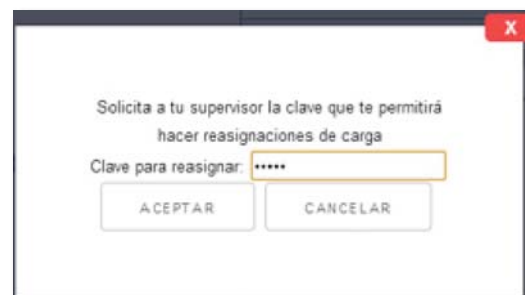 X
Solicita a tu supervisor la clave que te permitirá
hacer reasignaciones de carga
Clave para reasignar: •••••
ACEPTAR CANCELAR